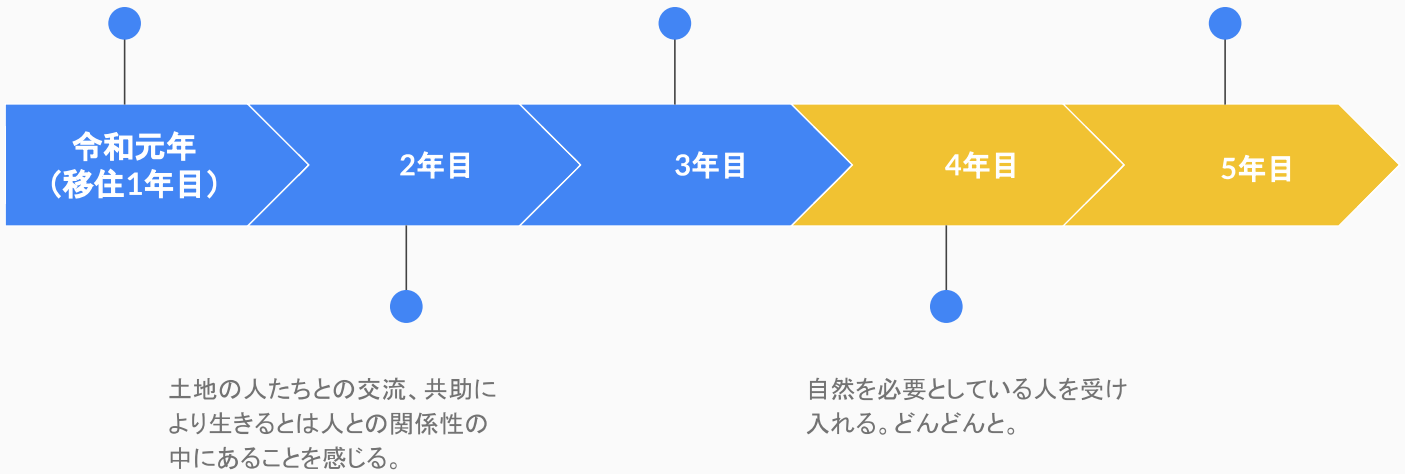 令和元年
（移住1年目）
2年目
3年目
4年目
5年目
土地の人たちとの交流、共助に
より生きるとは人との関係性の
中にあることを感じる。
自然を必要としている人を受け
入れる。どんどんと。